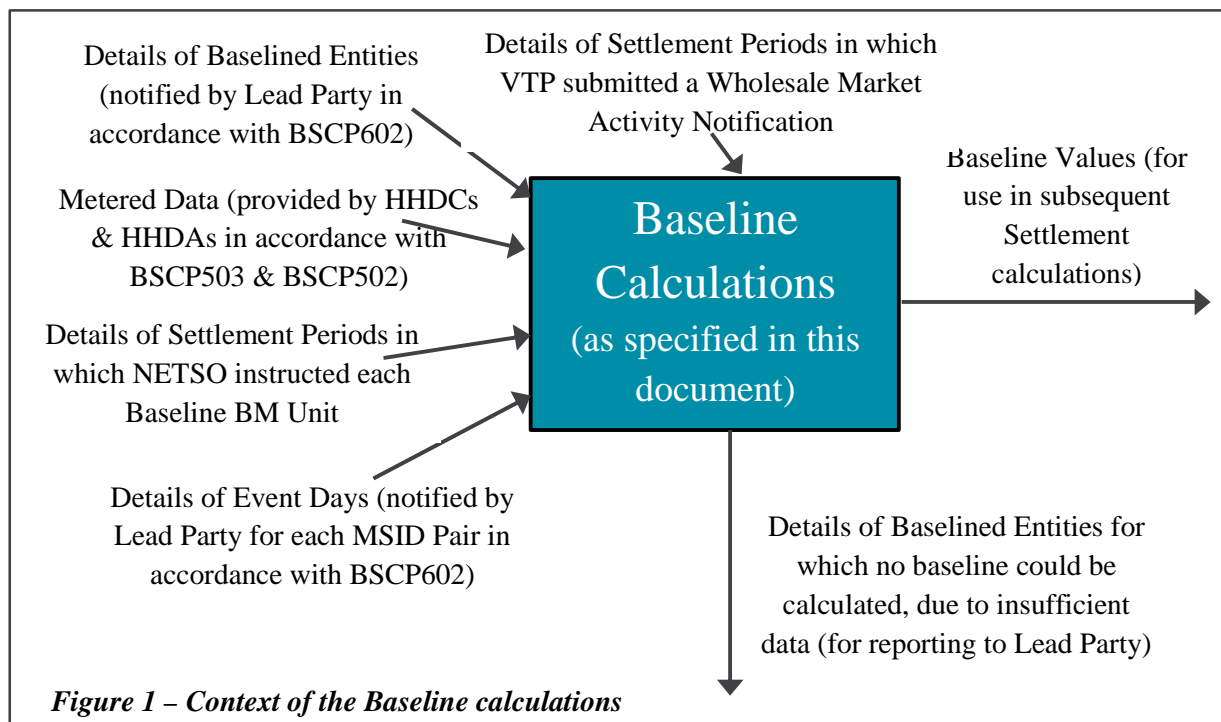 Details of Baselined Entities
(notified by Lead Party in
accordance with BSCP602)
Details of Settlement Periods in which
VTP submitted a Wholesale Market
Activity Notification
Metered Data (provided by HHDCs
& HHDAs in accordance with
BSCP503 & BSCP502)
Details of Settlement Periods in
which NETSO instructed each
Baseline BM Unit
Details of Event Days (notified by
Lead Party for each MSID Pair in
accordance with BSCP602)
Baseline
Calculations
(as specified in this
document)
Baseline Values (for
use in subsequent
Settlement
calculations)
Details of Baselined Entities for
which no baseline could be
calculated, due to insufficient
data (for reporting to Lead Party)
Figure 1 – Context of the Baseline calculations